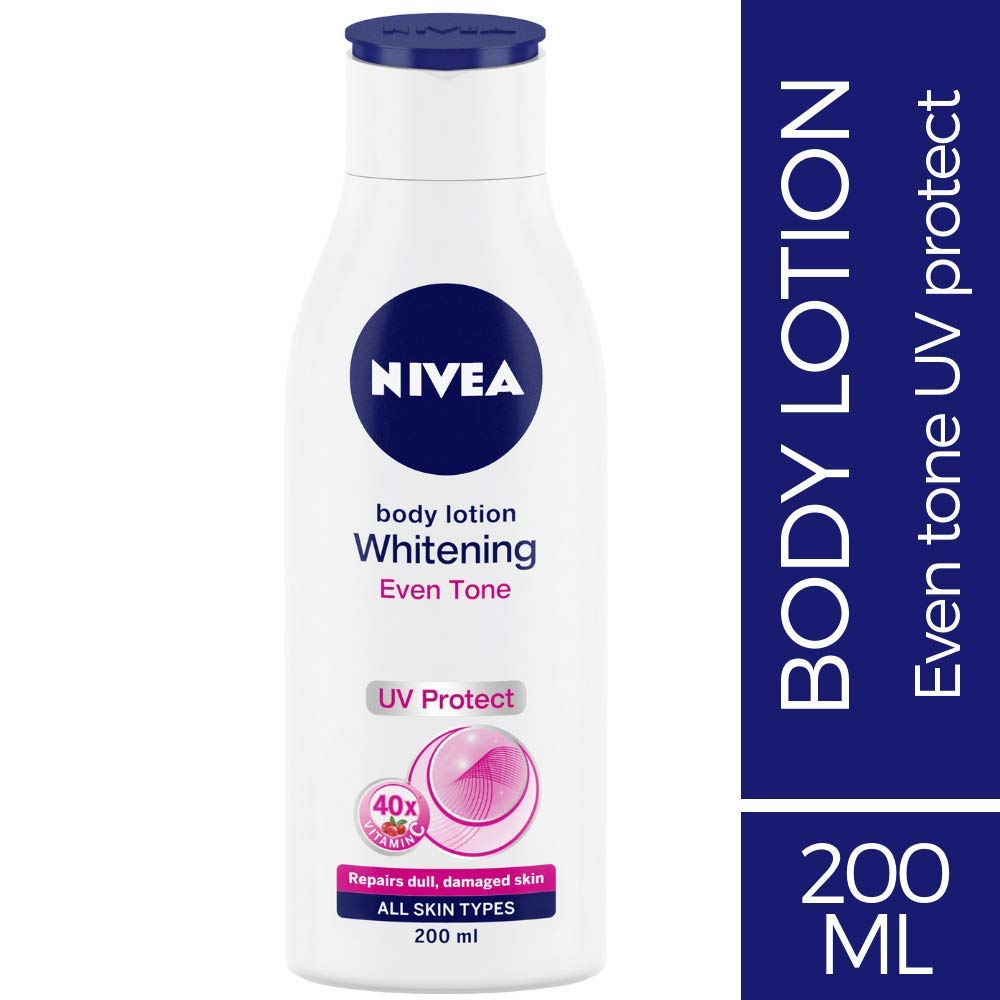 NIVEA
NIVEA
body lotion
Whitening
Even Tone
UV Protect
40x
VITAMIN C
Repairs dull, damaged skin
ALL SKIN TYPES
200 ml
BODY LOTION
Even tone UV protect
200
ML